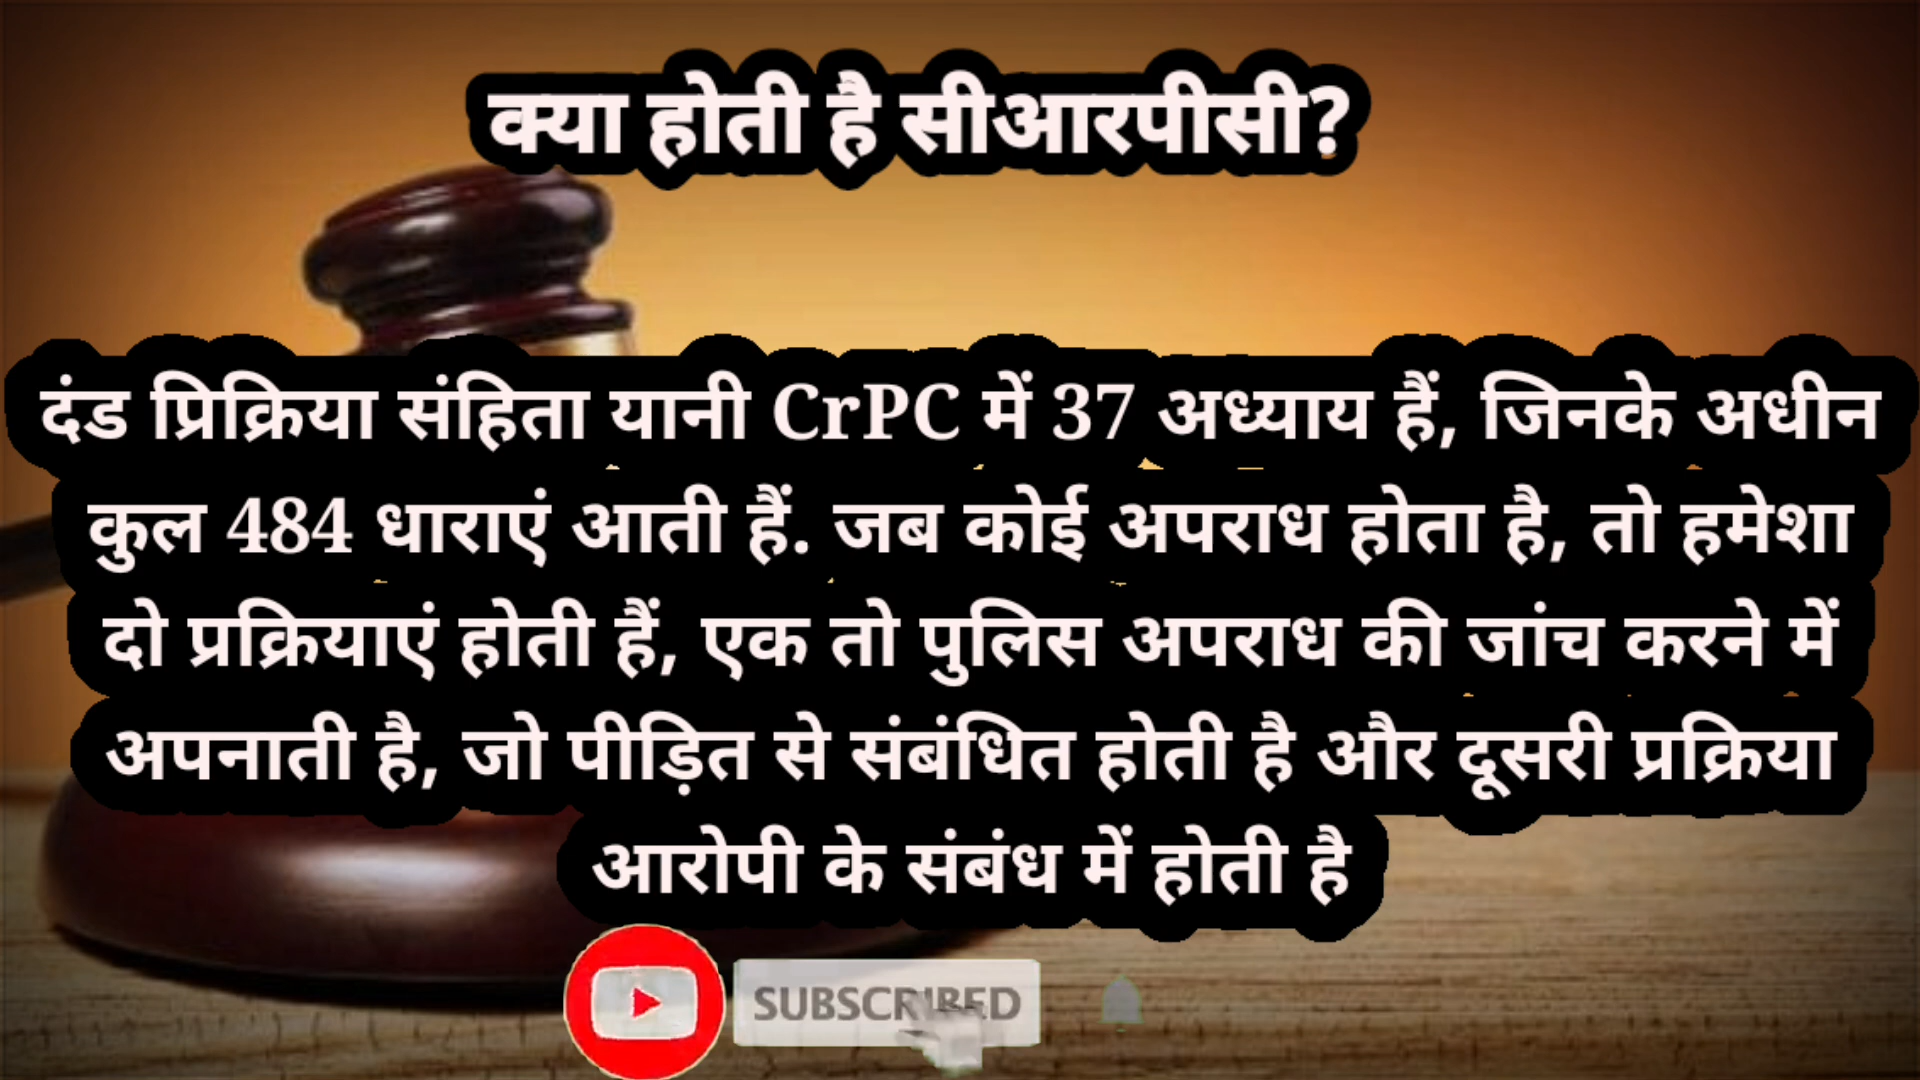 क्या होती है सीआरपीसी?
दंड प्रिक्रिया संहिता यानी CrPC में 37 अध्याय हैं, जिनके अधीन
कुल 484 धाराएं आती हैं. जब कोई अपराध होता है, तो हमेशा
दो प्रक्रियाएं होती हैं, एक तो पुलिस अपराध की जांच करने में
अपनाती है, जो पीड़ित से संबंधित होती है और दूसरी प्रक्रिया
आरोपी के संबंध में होती है
SUBSCRIBED